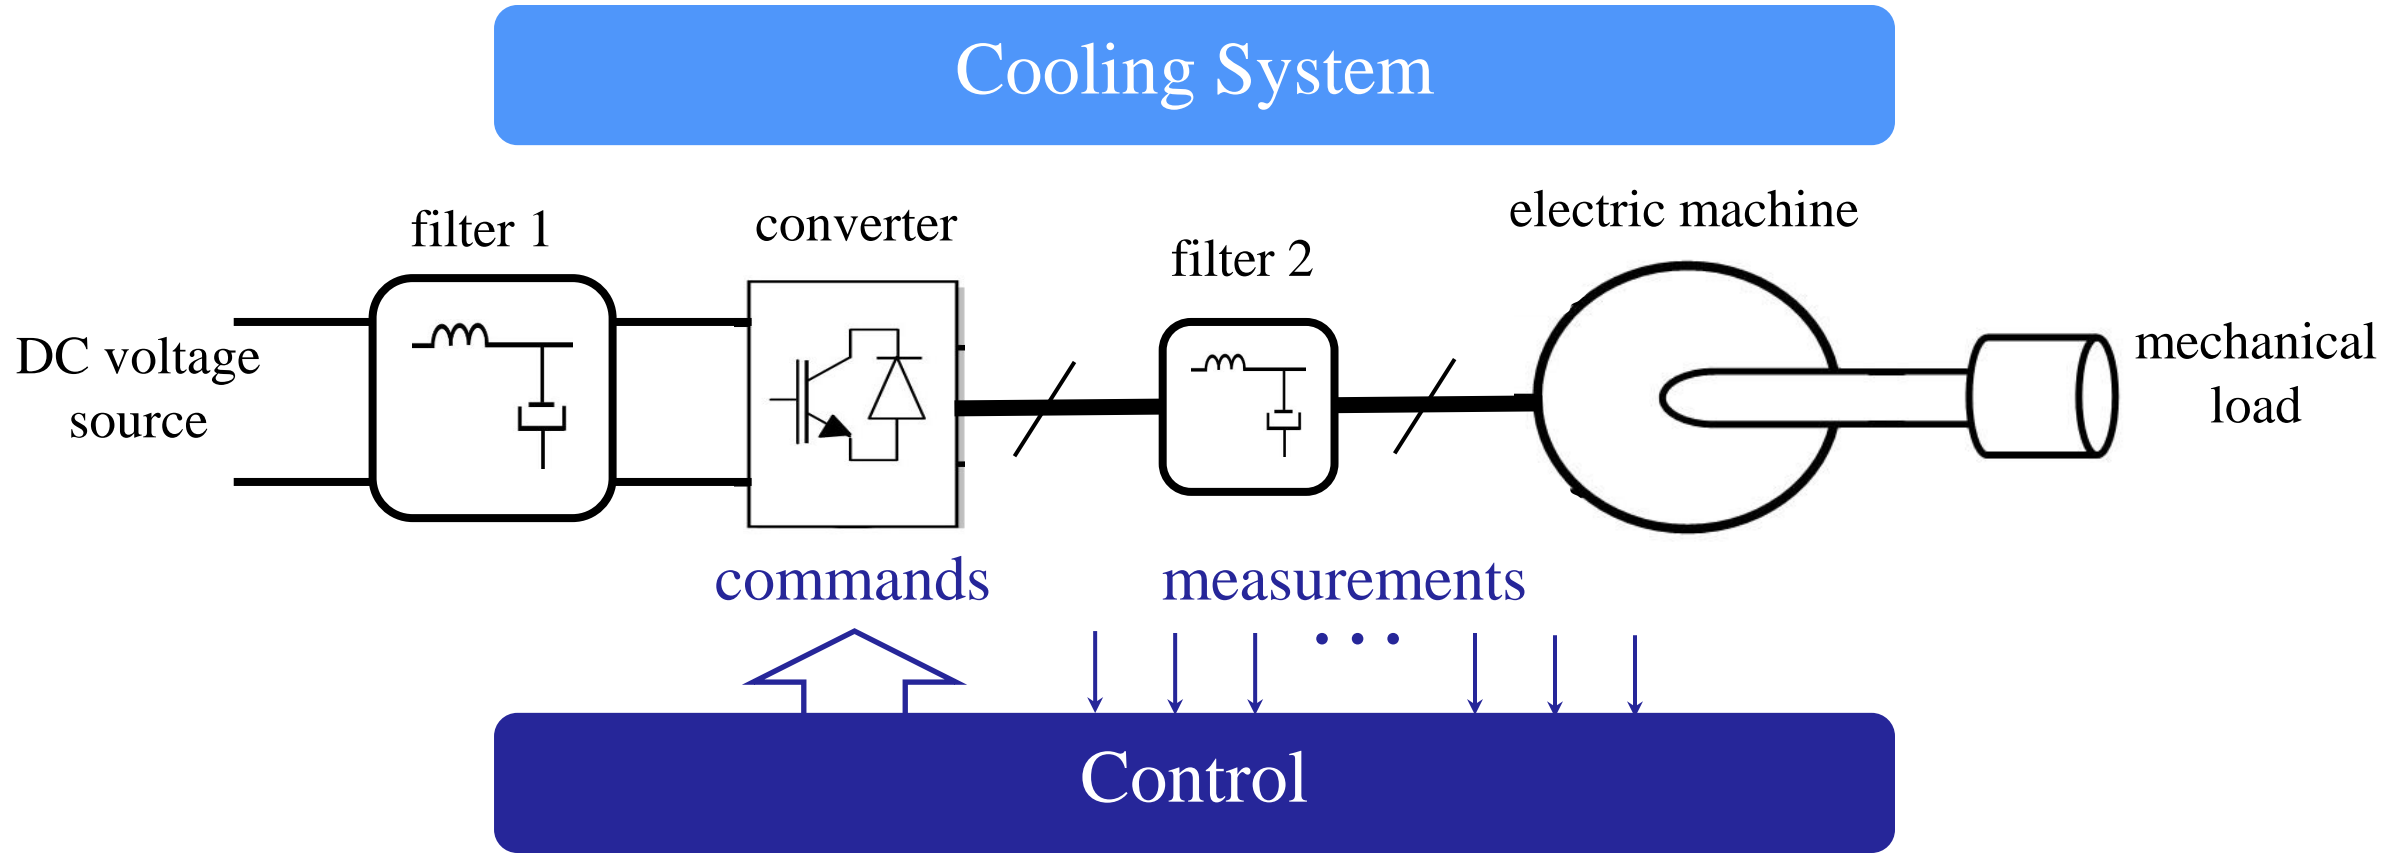 Cooling System
filter 1
converter
filter 2
electric machine
DC voltage
source
mechanical
load
commands
measurements
Control